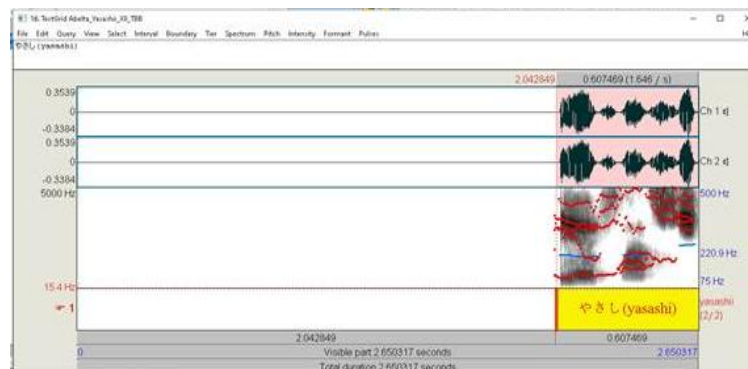 16. TextGrid Abelta_Yasashii_XII_TBB
File Edit Query View Select Interval Boundary Tier Spectrum Pitch Intensity Formant Pulses
やさし(yasashi)
2.042849 0.607469 (1.646 / s)
0.3539
0
-0.3384
Ch 1
0.3539
0
-0.3384
Ch 2
5000 Hz 500 Hz
220.9 Hz
15.4 Hz 75 Hz
1 やさし(yasashi) yasashii
(2/2)
2.042849 0.607469
0 Visible part 2.650317 seconds 2.650317
Total duration 2.650317 seconds